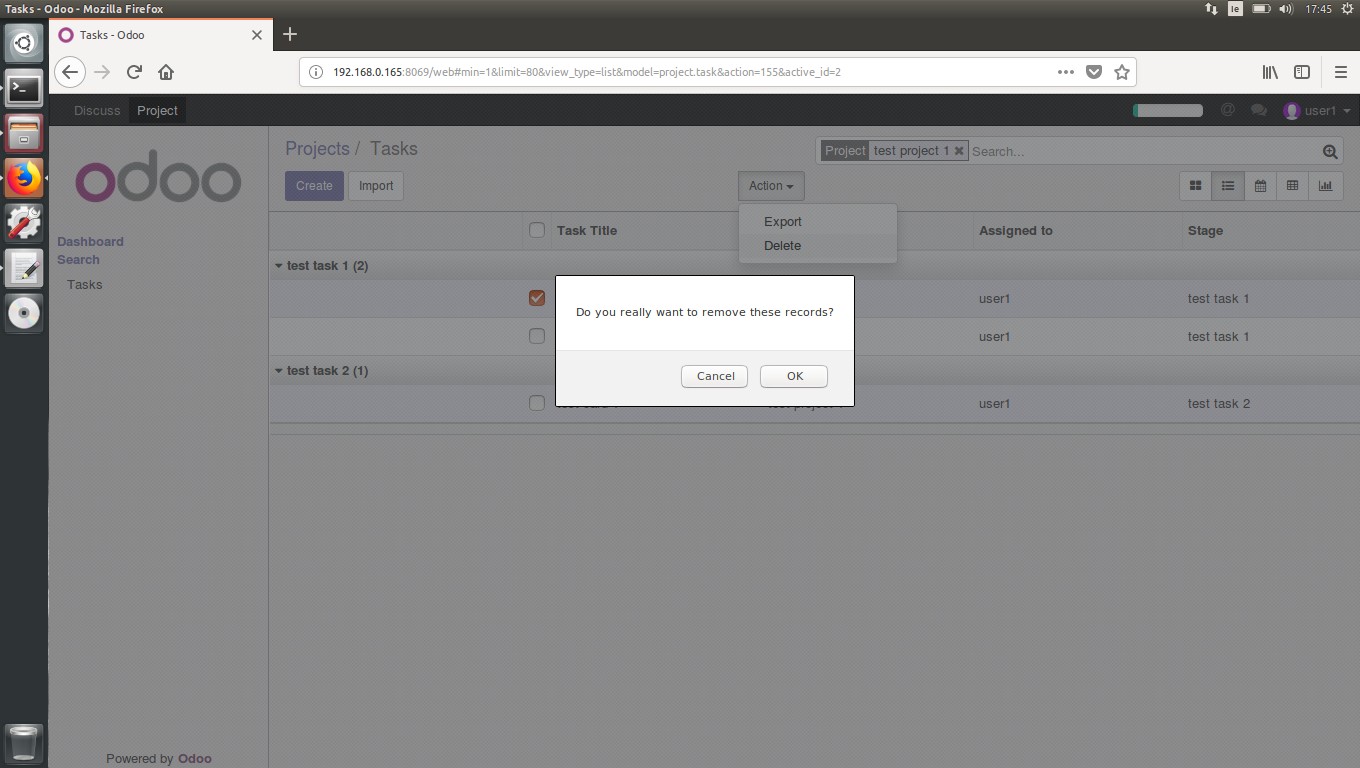 Tasks - Odoo - Mozilla Firefox
Ie
17:45
Tasks - Odoo
192.168.0.165:8069/web#min=1&limit=80&view_type=list&model=project.task&action=155&active_id=2
Discuss
Project
@
user1
odoo
Projects / Tasks
Project test project 1
Search...
Create
Import
Action
Export
Delete
Dashboard
Search
Tasks
Task Title
Assigned to
Stage
test task 1 (2)
user1
test task 1
Do you really want to remove these records?
user1
test task 1
test task 2 (1)
Cancel
OK
user1
test task 2
Powered by Odoo